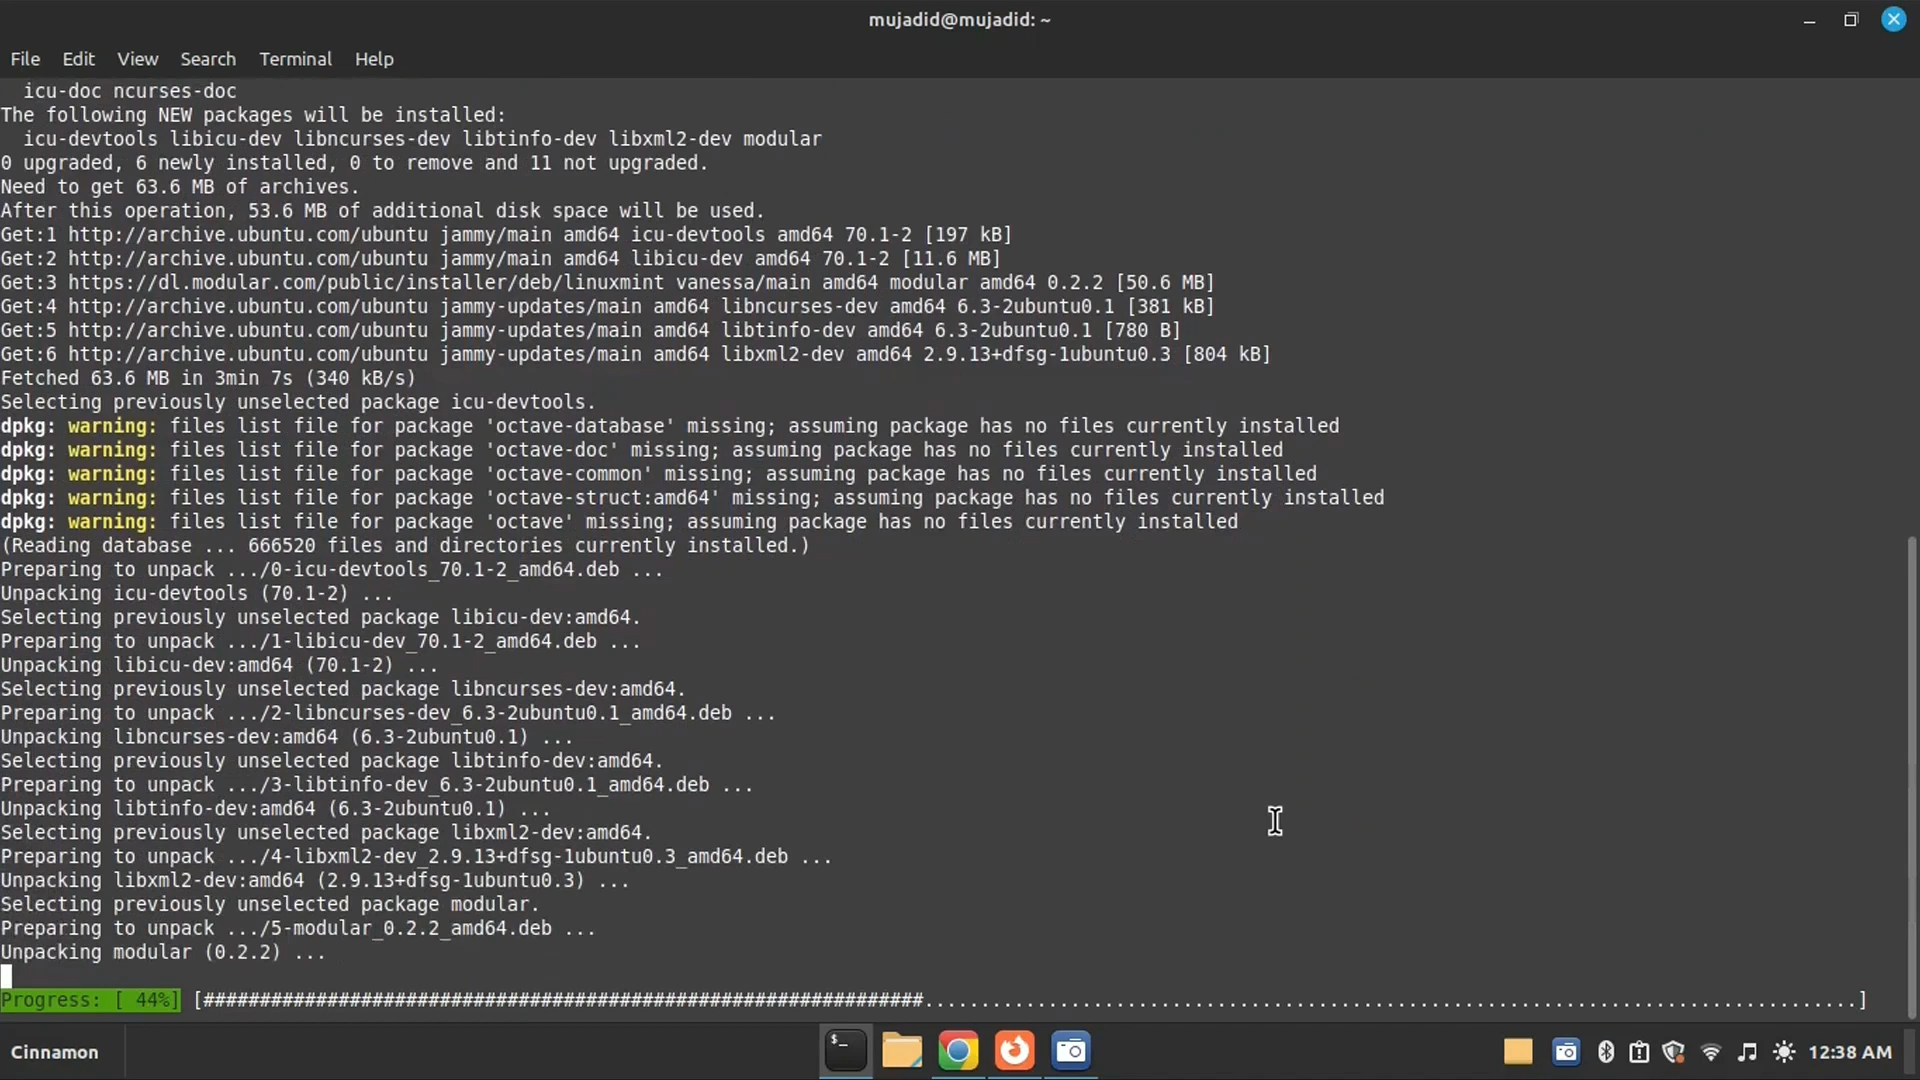 mujadid@mujadid: ~
File Edit View Search Terminal Help
icu-doc ncurses-doc
The following NEW packages will be installed:
icu-devtools libicu-dev libncurses-dev libtinfo-dev libxml2-dev modular
0 upgraded, 6 newly installed, 0 to remove and 11 not upgraded.
Need to get 63.6 MB of archives.
After this operation, 53.6 MB of additional disk space will be used.
Get:1 http://archive.ubuntu.com/ubuntu jammy/main amd64 icu-devtools amd64 70.1-2 [197 kB]
Get:2 http://archive.ubuntu.com/ubuntu jammy/main amd64 libicu-dev amd64 70.1-2 [11.6 MB]
Get:3 https://dl.modular.com/public/installer/deb/linuxmint vanessa/main amd64 modular amd64 0.2.2 [50.6 MB]
Get:4 http://archive.ubuntu.com/ubuntu jammy-updates/main amd64 libncurses-dev amd64 6.3-2ubuntu0.1 [381 kB]
Get:5 http://archive.ubuntu.com/ubuntu jammy-updates/main amd64 libtinfo-dev amd64 6.3-2ubuntu0.1 [780 B]
Get:6 http://archive.ubuntu.com/ubuntu jammy-updates/main amd64 libxml2-dev amd64 2.9.13+dfsg-1ubuntu0.3 [804 kB]
Fetched 63.6 MB in 3min 7s (340 kB/s)
Selecting previously unselected package icu-devtools.
dpkg: warning: files list file for package 'octave-database' missing; assuming package has no files currently installed
dpkg: warning: files list file for package 'octave-doc' missing; assuming package has no files currently installed
dpkg: warning: files list file for package 'octave-common' missing; assuming package has no files currently installed
dpkg: warning: files list file for package 'octave-struct:amd64' missing; assuming package has no files currently installed
dpkg: warning: files list file for package 'octave' missing; assuming package has no files currently installed
(Reading database ... 666520 files and directories currently installed.)
Preparing to unpack .../0-icu-devtools_70.1-2_amd64.deb ...
Unpacking icu-devtools (70.1-2) ...
Selecting previously unselected package libicu-dev:amd64.
Preparing to unpack .../1-libicu-dev_70.1-2_amd64.deb ...
Unpacking libicu-dev:amd64 (70.1-2) ...
Selecting previously unselected package libncurses-dev:amd64.
Preparing to unpack .../2-libncurses-dev_6.3-2ubuntu0.1_amd64.deb ...
Unpacking libncurses-dev:amd64 (6.3-2ubuntu0.1) ...
Selecting previously unselected package libtinfo-dev:amd64.
Preparing to unpack .../3-libtinfo-dev_6.3-2ubuntu0.1_amd64.deb ...
Unpacking libtinfo-dev:amd64 (6.3-2ubuntu0.1) ...
Selecting previously unselected package libxml2-dev:amd64.
Preparing to unpack .../4-libxml2-dev_2.9.13+dfsg-1ubuntu0.3_amd64.deb ...
Unpacking libxml2-dev:amd64 (2.9.13+dfsg-1ubuntu0.3) ...
Selecting previously unselected package modular.
Preparing to unpack .../5-modular_0.2.2_amd64.deb ...
Unpacking modular (0.2.2) ...
Progress: [ 44%] [################################################################...................................................................................]
Cinnamon 12:38 AM